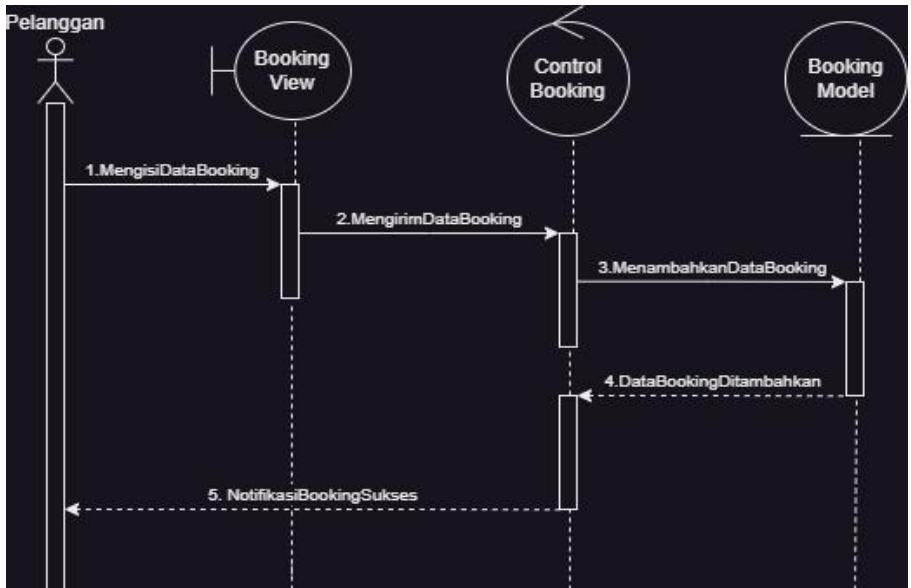 Pelanggan
Booking
View
Control
Booking
Booking
Model
1.MengisiDataBooking
2.MengirimDataBooking
3.MenambahkanDataBooking
4.DataBookingDitambahkan
5. NotifikasiBookingSukses